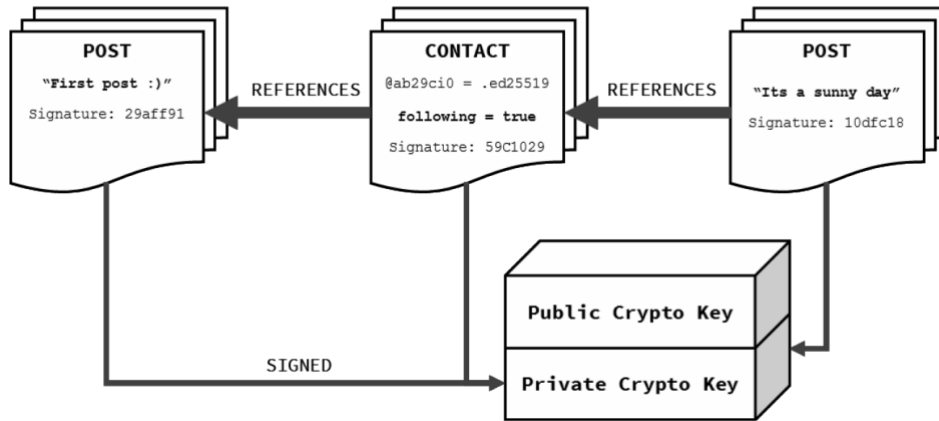 POST
“First post :)”
Signature: 29aff91
REFERENCES
CONTACT
@ab29ci0 = .ed25519
following = true
Signature: 59C1029
REFERENCES
POST
“Its a sunny day”
Signature: 10dfc18
Public Crypto Key
SIGNED
Private Crypto Key